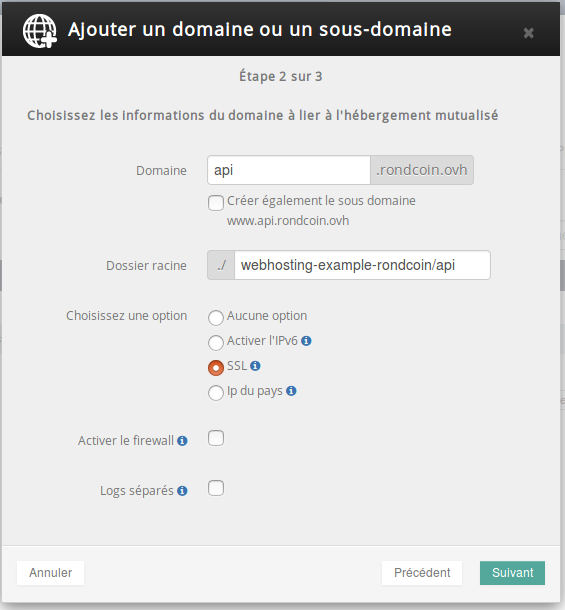 Ajouter un domaine ou un sous-domaine
×
Étape 2 sur 3
Choisissez les informations du domaine à lier à l'hébergement mutualisé
Domaine
api
.rondcoin.ovh
Créer également le sous domaine
www.api.rondcoin.ovh
Dossier racine
./
webhosting-example-rondcoin/api
Choisissez une option
Aucune option
Activer l'IPv6
SSL
Ip du pays
Activer le firewall
Logs séparés
Annuler
Précédent
Suivant